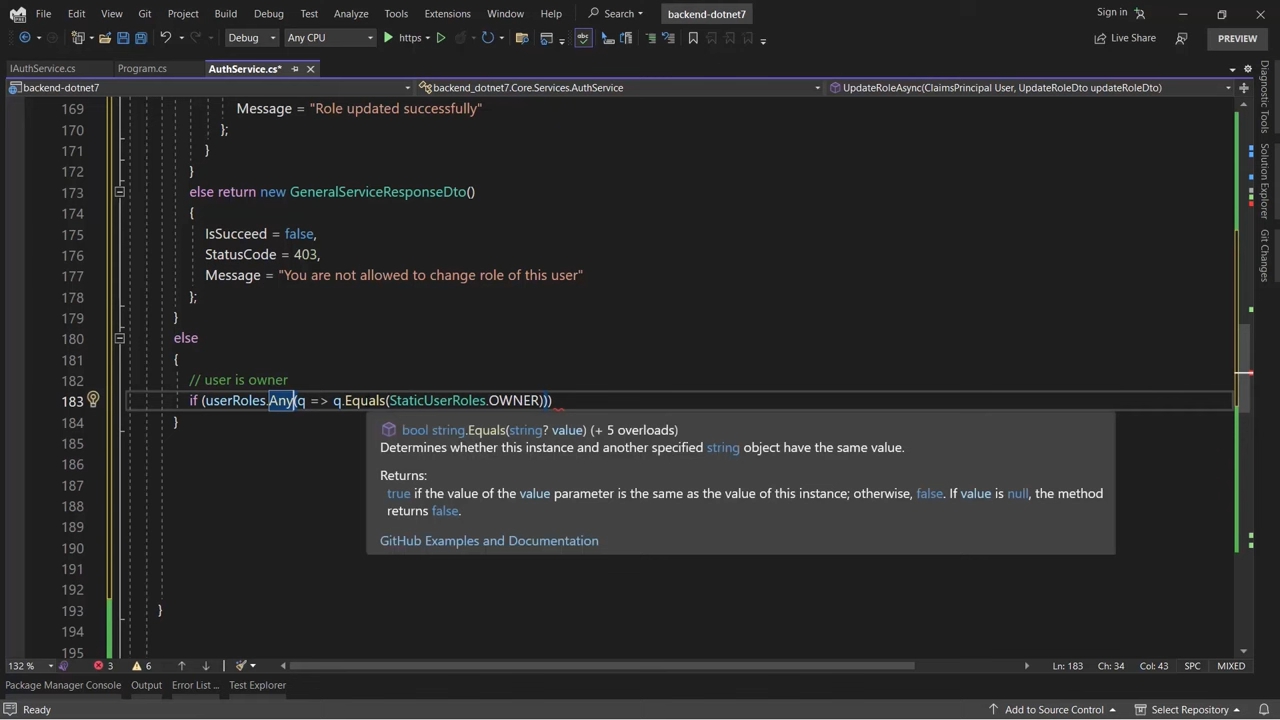 File Edit View Git Project Build Debug Test Analyze Tools Extensions Window Help Search backend-dotnet7 Sign in
Debug Any CPU https Live Share PREVIEW
IAuthService.cs Program.cs AuthService.cs*
backend-dotnet7 backend_dotnet7.Core.Services.AuthService UpdateRoleAsync(ClaimsPrincipal User, UpdateRoleDto updateRoleDto)
169 Message = "Role updated successfully"
170 };
171 }
172 }
173 else return new GeneralServiceResponseDto()
174 {
175 IsSucceed = false,
176 StatusCode = 403,
177 Message = "You are not allowed to change role of this user"
178 };
179 }
180 else
181 {
182 // user is owner
183 if (userRoles.Any(q => q.Equals(StaticUserRoles.OWNER)))
184 }
185
bool string.Equals(string? value) (+ 5 overloads)
Determines whether this instance and another specified string object have the same value.
186
Returns:
187
true if the value of the value parameter is the same as the value of this instance; otherwise, false. If value is null, the method
188
returns false.
189
GitHub Examples and Documentation
190
191
192
193 }
194
195
132 % 3 6 Ln: 183 Ch: 34 Col: 43 SPC MIXED
Package Manager Console Output Error List ... Test Explorer
Ready Add to Source Control Select Repository
Diagnostic Tools
Solution Explorer
Git Changes